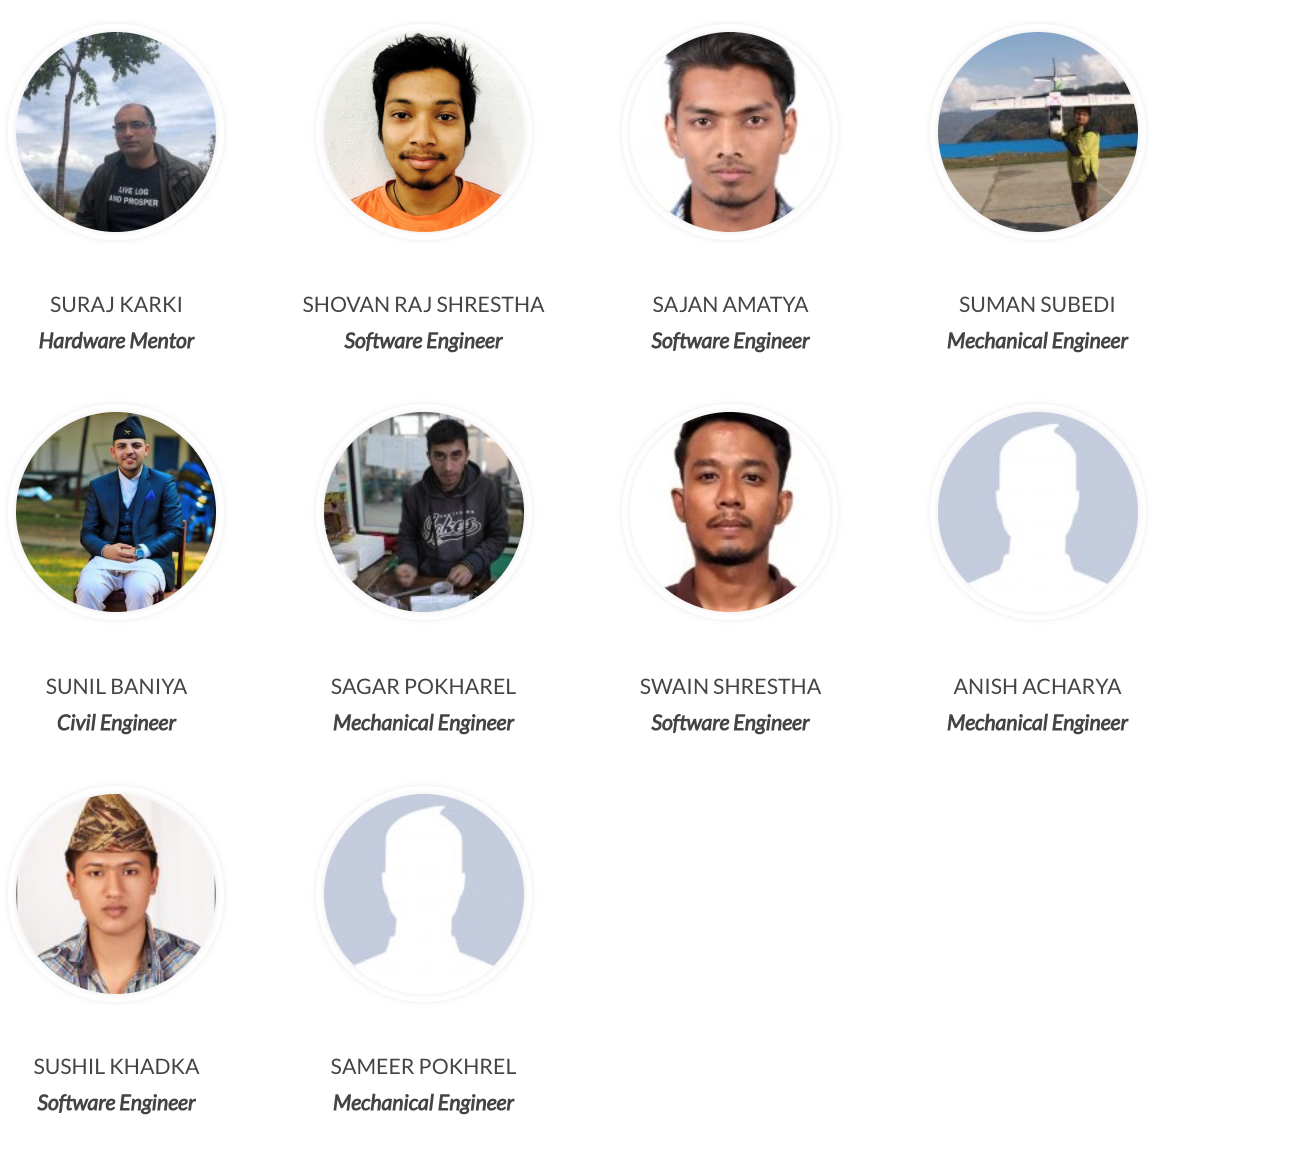 LIVE LOG
AND PROSPER
SURAJ KARKI
Hardware Mentor
SHOVAN RAJ SHRESTHA
Software Engineer
SAJAN AMATYA
Software Engineer
SUMAN SUBEDI
Mechanical Engineer
SUNIL BANIYA
Civil Engineer
SAGAR POKHAREL
Mechanical Engineer
SWAIN SHRESTHA
Software Engineer
ANISH ACHARYA
Mechanical Engineer
SUSHIL KHADKA
Software Engineer
SAMEER POKHREL
Mechanical Engineer